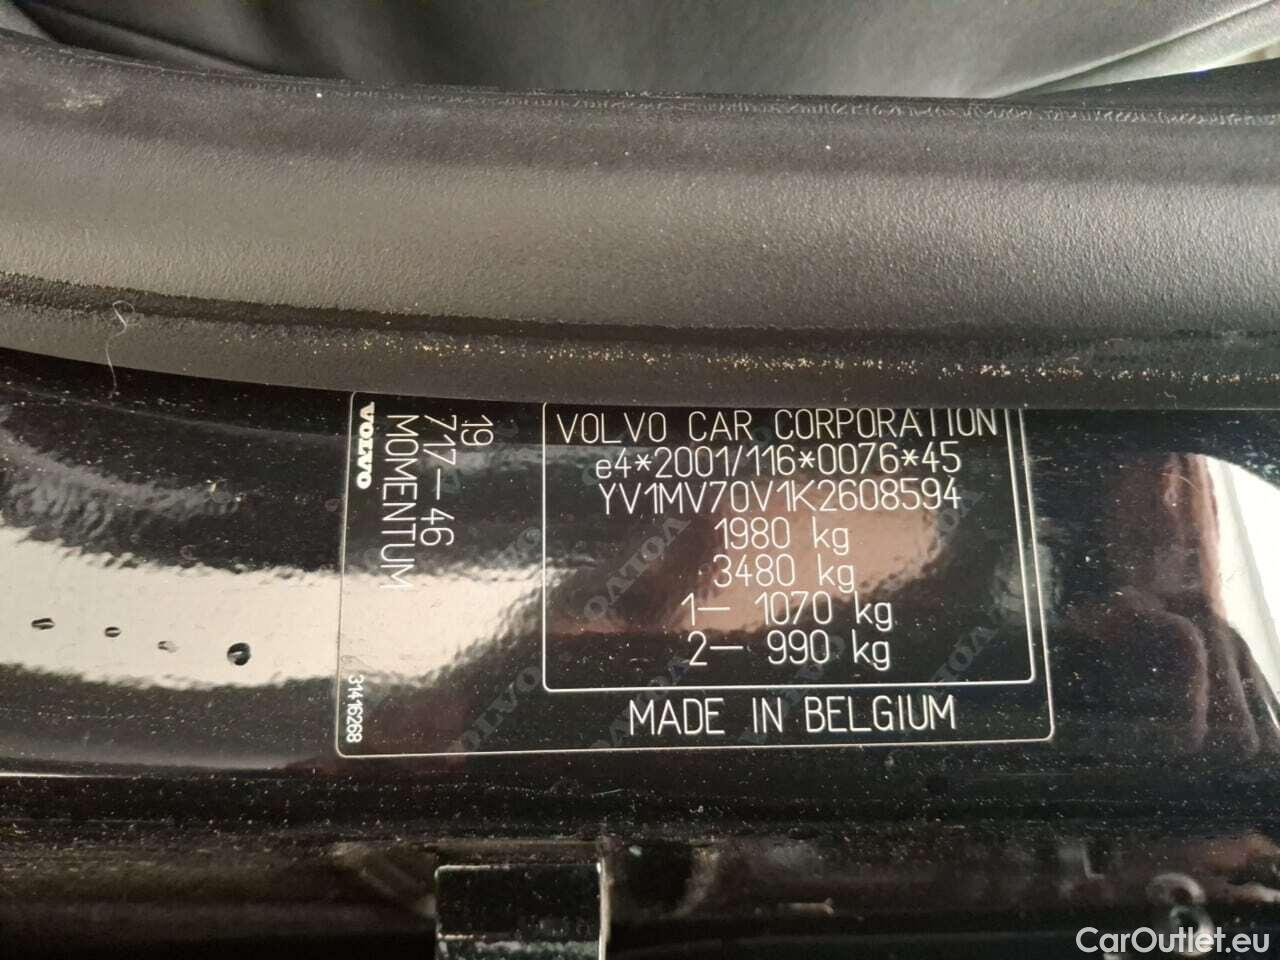 VOLVO
19
717-46
MOMENTUM
31416268
VOLVO CAR CORPORATION
e4*2001/116*0076*45
YV1MV70V1K2608594
1980 kg
3480 kg
1- 1070 kg
2- 990 kg
MADE IN BELGIUM
CarOutlet.eu